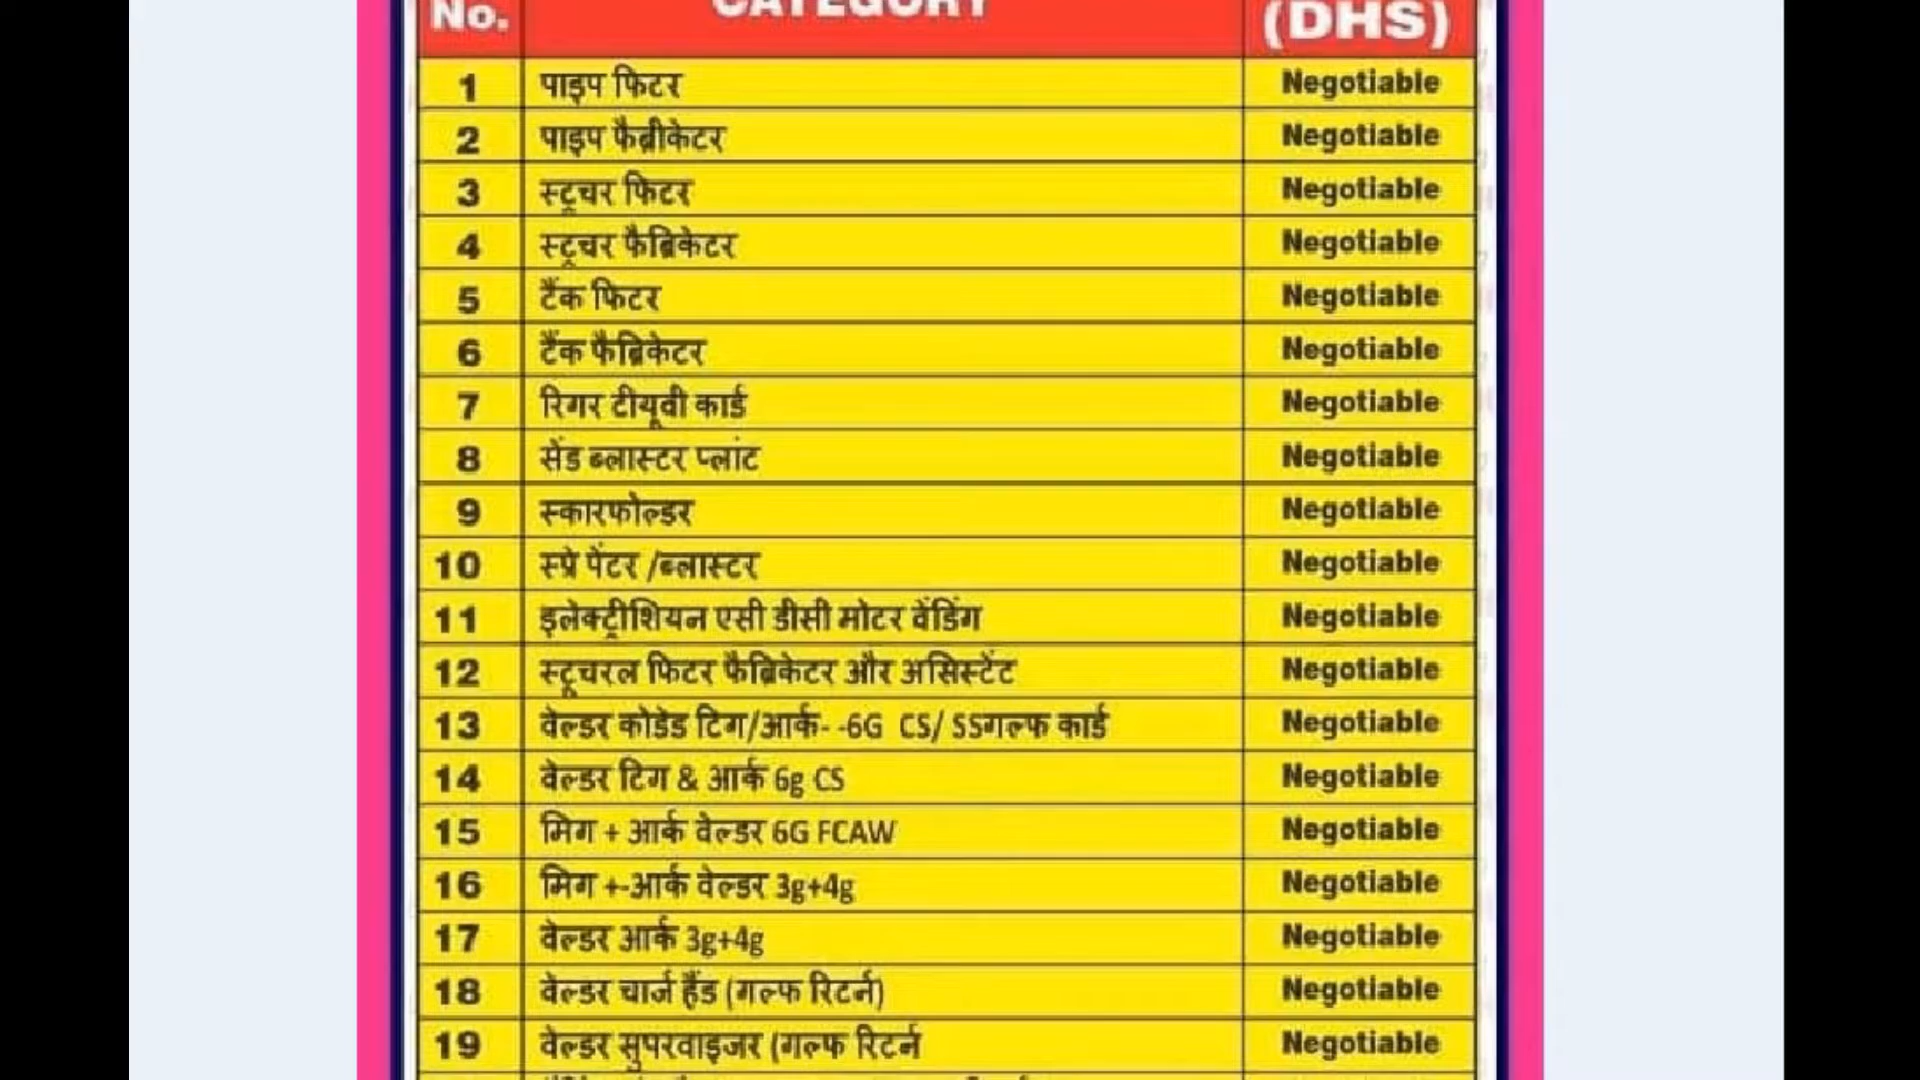 No. CATEGORY (DHS)
1 पाइप फिटर Negotiable
2 पाइप फैब्रीकेटर Negotiable
3 स्ट्रचर फिटर Negotiable
4 स्ट्रचर फैब्रिकेटर Negotiable
5 टैंक फिटर Negotiable
6 टैंक फैब्रिकेटर Negotiable
7 रिगर टीयूवी कार्ड Negotiable
8 सेंड ब्लास्टर प्लांट Negotiable
9 स्कारफोल्डर Negotiable
10 स्प्रे पेंटर /ब्लास्टर Negotiable
11 इलेक्ट्रीशियन एसी डीसी मोटर वेंडिंग Negotiable
12 स्ट्रूचरल फिटर फैब्रिकेटर और असिस्टेंट Negotiable
13 वेल्डर कोडेड टिग/आर्क- -6G CS/ SSगल्फ कार्ड Negotiable
14 वेल्डर टिग & आर्क 6g CS Negotiable
15 मिग + आर्क वेल्डर 6G FCAW Negotiable
16 मिग +-आर्क वेल्डर 3g+4g Negotiable
17 वेल्डर आर्क 3g+4g Negotiable
18 वेल्डर चार्ज हैंड (गल्फ रिटर्न) Negotiable
19 वेल्डर सुपरवाइजर (गल्फ रिटर्न Negotiable